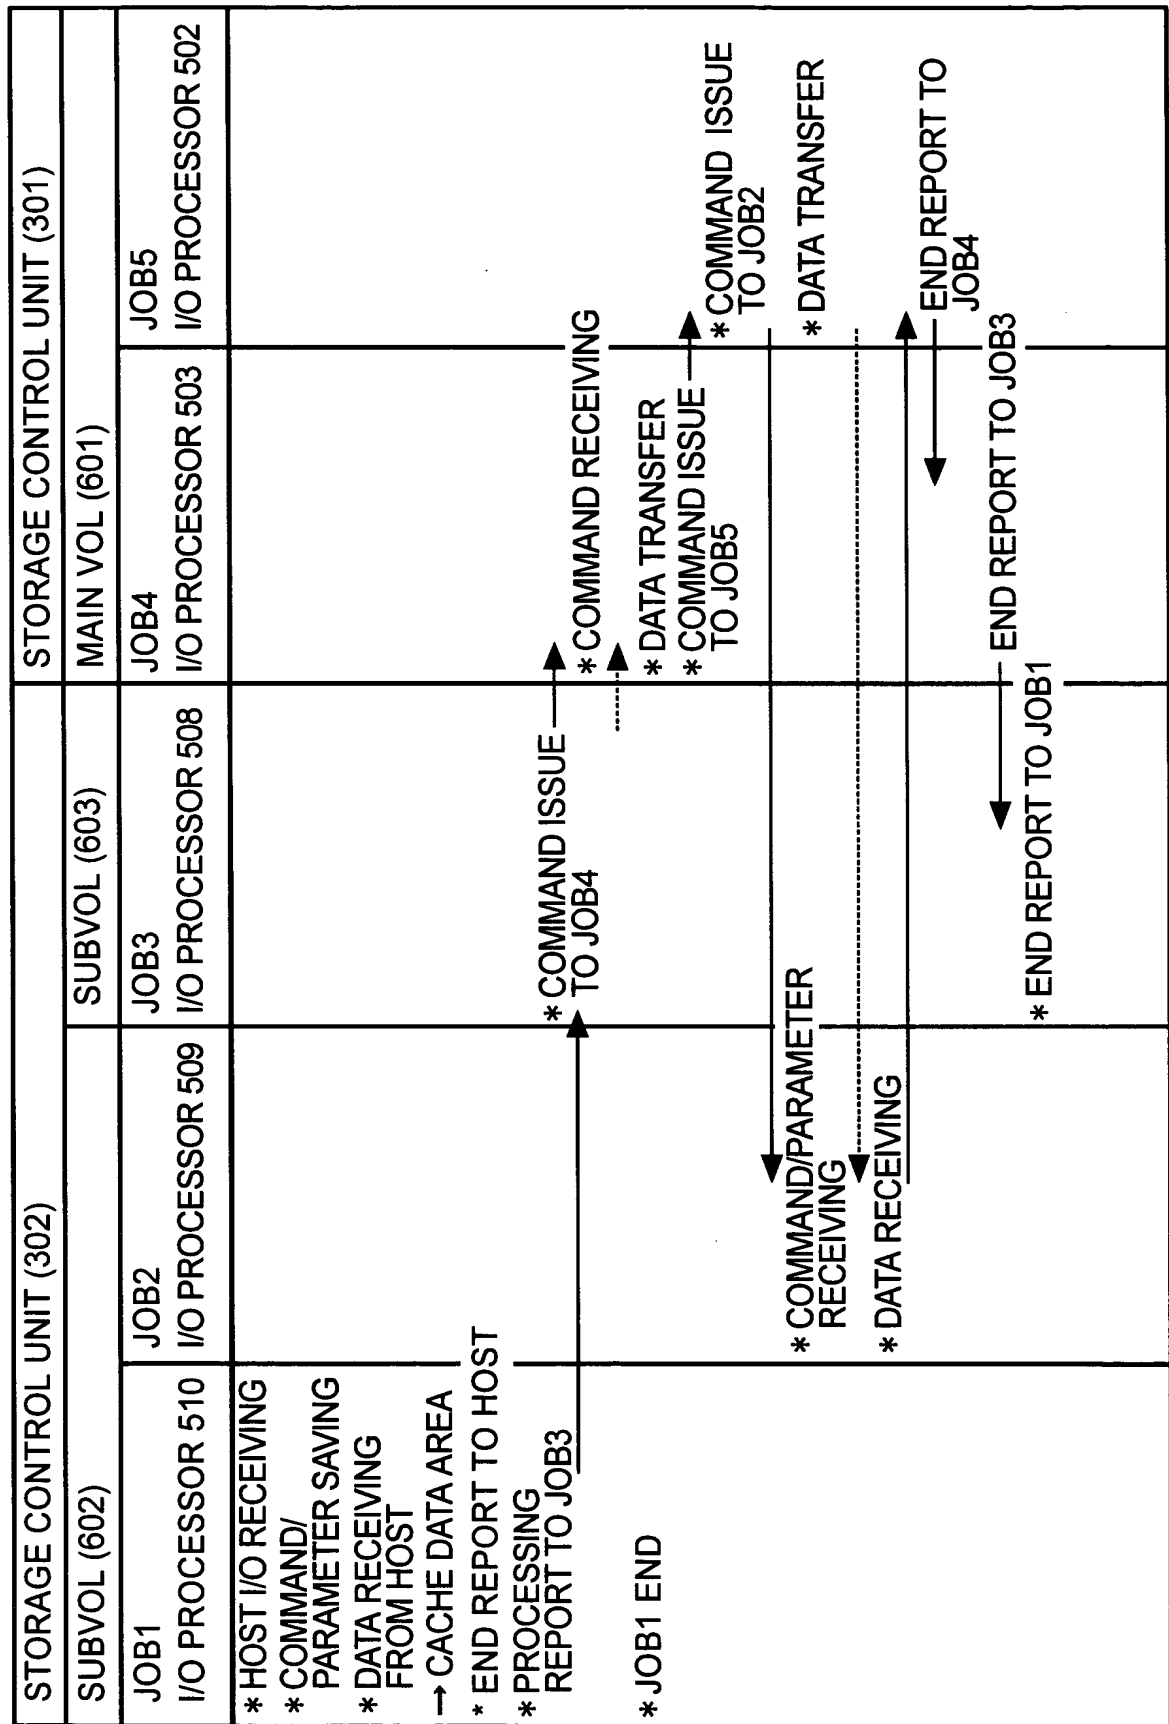 STORAGE CONTROL UNIT (302)
STORAGE CONTROL UNIT (301)
SUBVOL (602)
SUBVOL (603)
MAIN VOL (601)
JOB1
I/O PROCESSOR 510
JOB2
I/O PROCESSOR 509
JOB3
I/O PROCESSOR 508
JOB4
I/O PROCESSOR 503
JOB5
I/O PROCESSOR 502
* HOST I/O RECEIVING
* COMMAND/
PARAMETER SAVING
* DATA RECEIVING
FROM HOST
→ CACHE DATA AREA
* END REPORT TO HOST
* PROCESSING
REPORT TO JOB3
* JOB1 END
* COMMAND/PARAMETER
RECEIVING
* DATA RECEIVING
* COMMAND ISSUE
TO JOB4
* END REPORT TO JOB1
* COMMAND RECEIVING
* DATA TRANSFER
* COMMAND ISSUE
TO JOB5
END REPORT TO JOB3
* COMMAND ISSUE
TO JOB2
* DATA TRANSFER
END REPORT TO
JOB4